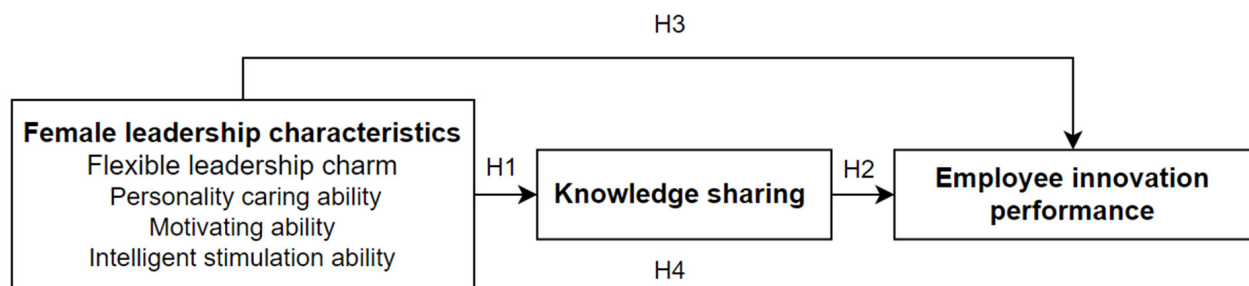 H3
Female leadership characteristics
Flexible leadership charm
Personality caring ability
Motivating ability
Intelligent stimulation ability
H1
Knowledge sharing
H2
Employee innovation
performance
H4